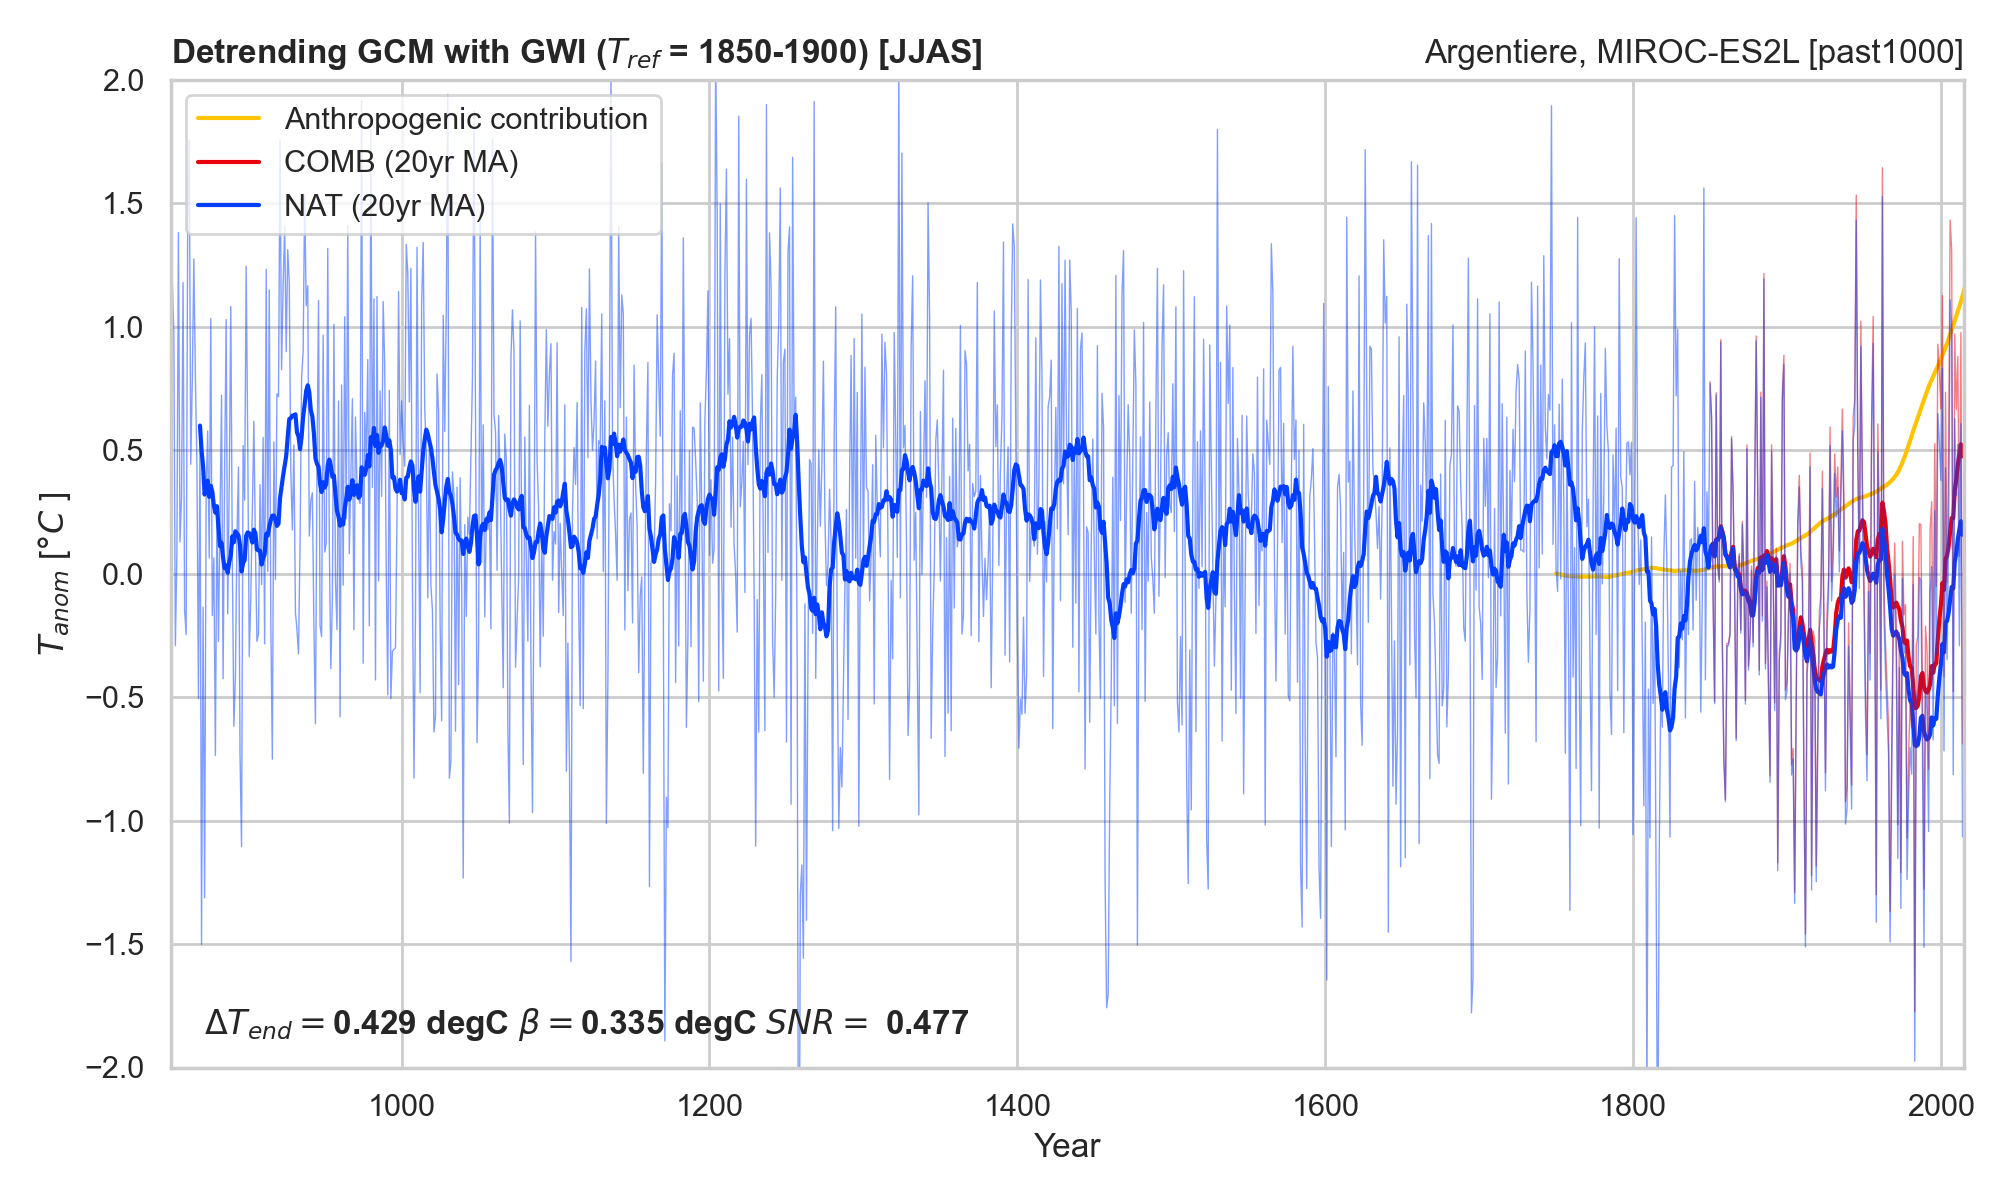 Detrending GCM with GWI (T_ref = 1850-1900) [JJAS]
Argentiere, MIROC-ES2L [past1000]
Anthropogenic contribution
COMB (20yr MA)
NAT (20yr MA)
2.0
1.5
1.0
0.5
0.0
−0.5
−1.0
−1.5
−2.0
T_anom [°C ]
ΔT_end = 0.429 degC β = 0.335 degC SNR = 0.477
1000
1200
1400
1600
1800
2000
Year